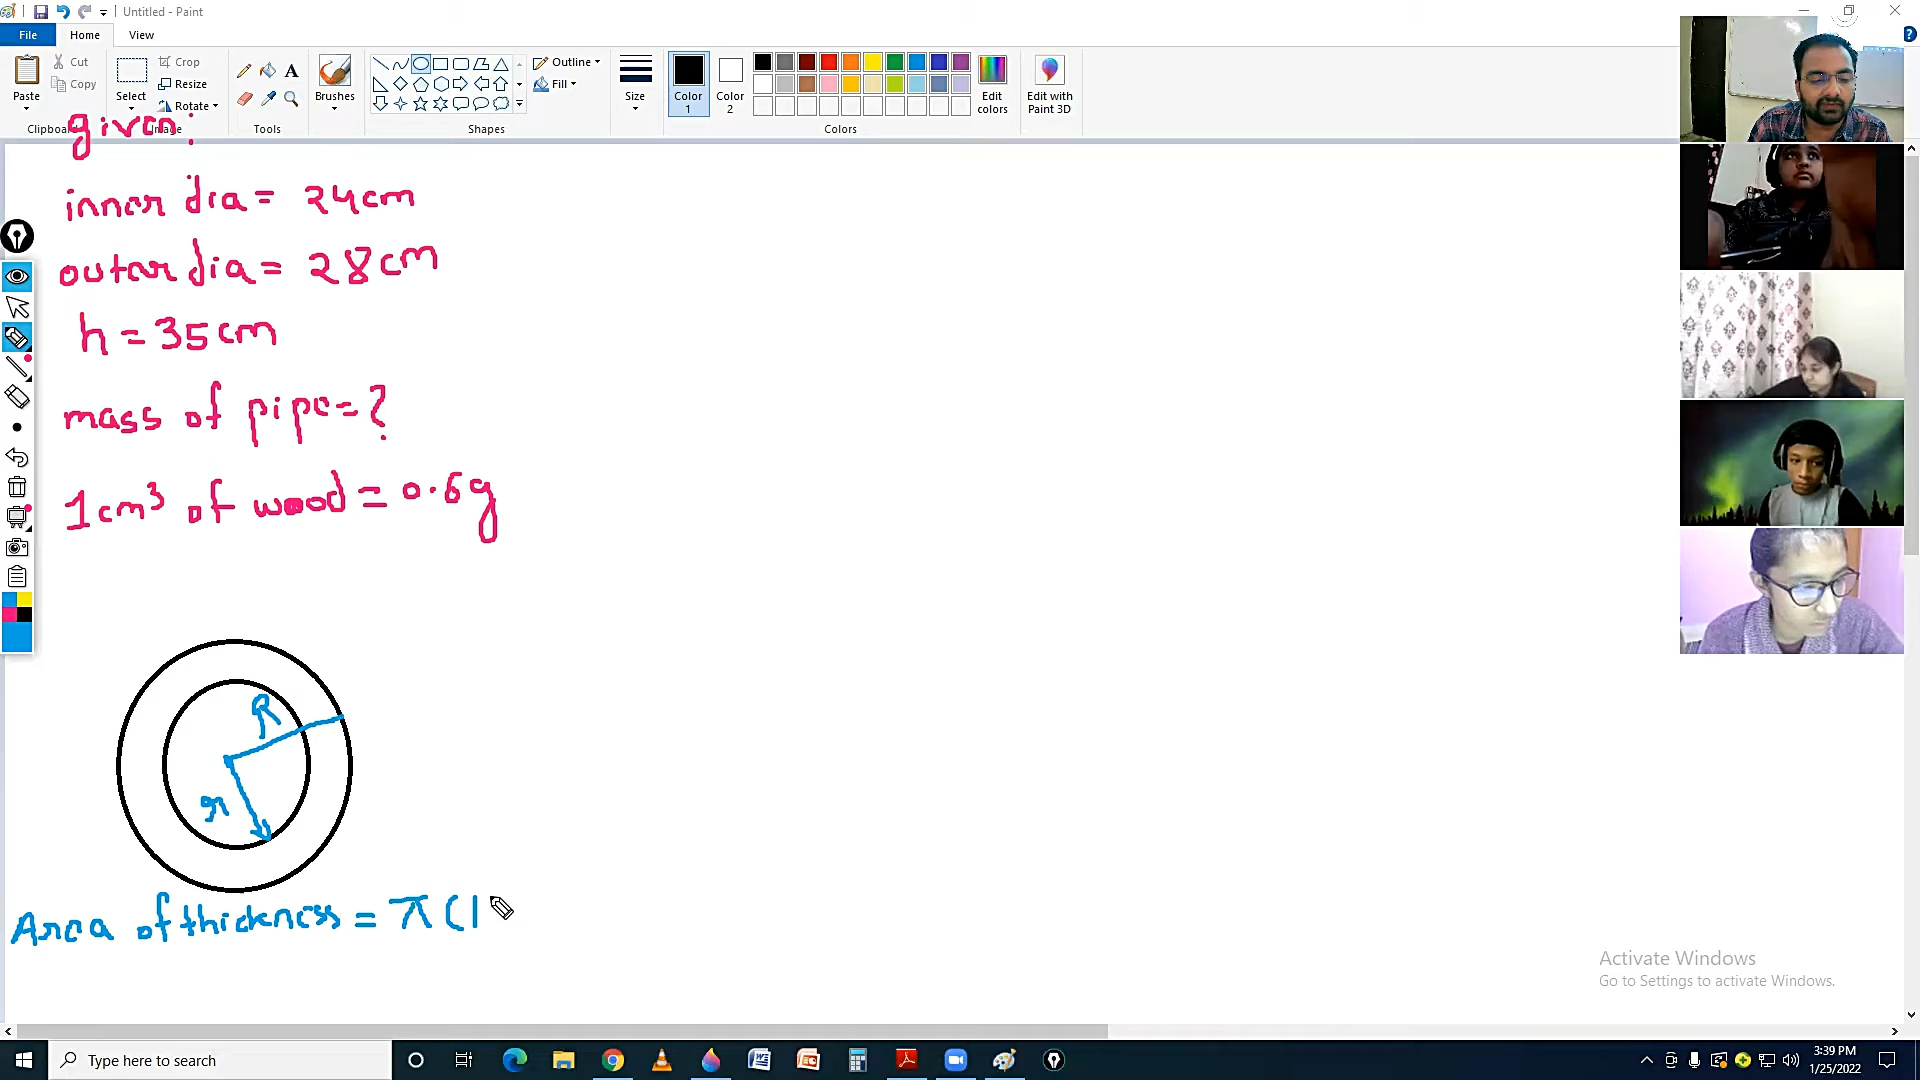 Untitled - Paint
File Home View
Paste Cut Copy Clipboard
Select Crop Resize Rotate Image
Tools
Brushes
Shapes
Outline Fill
Size
Color 1 Color 2
Colors
Edit colors
Edit with Paint 3D
given:
inner dia = 24cm
outer dia = 28cm
h = 35cm
mass of pipe = ?
1cm³ of wood = 0.6g
R
r
Area of thickness = π(
Activate Windows
Go to Settings to activate Windows.
Type here to search
3:39 PM
1/25/2022